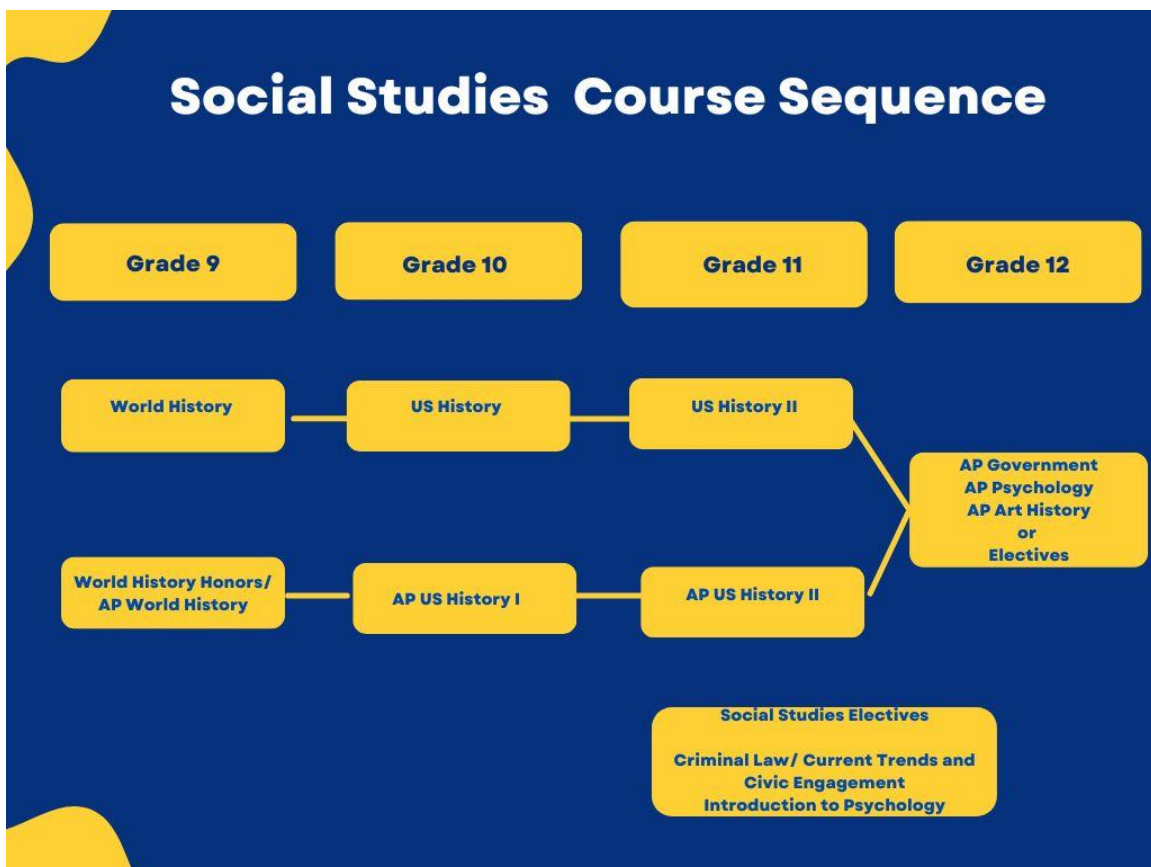 Social Studies Course Sequence
Grade 9
Grade 10
Grade 11
Grade 12
World History
US History
US History II
AP Government
AP Psychology
AP Art History
or
Electives
World History Honors/
AP World History
AP US History I
AP US History II
Social Studies Electives
Criminal Law/ Current Trends and
Civic Engagement
Introduction to Psychology